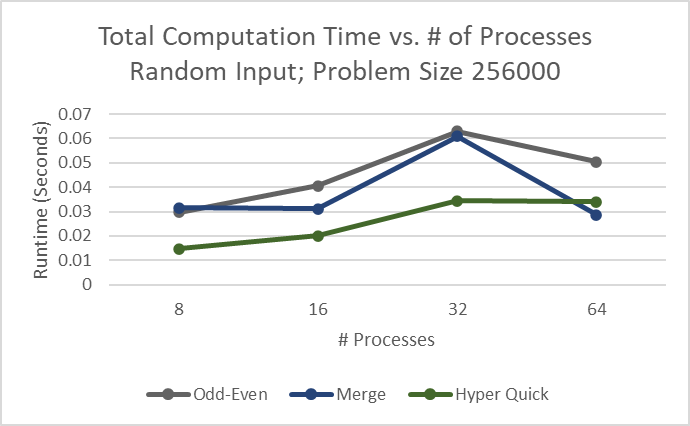 Total Computation Time vs. # of Processes
Random Input; Problem Size 256000
Runtime (Seconds)
0.07
0.06
0.05
0.04
0.03
0.02
0.01
0
8 16 32 64
# Processes
Odd-Even Merge Hyper Quick